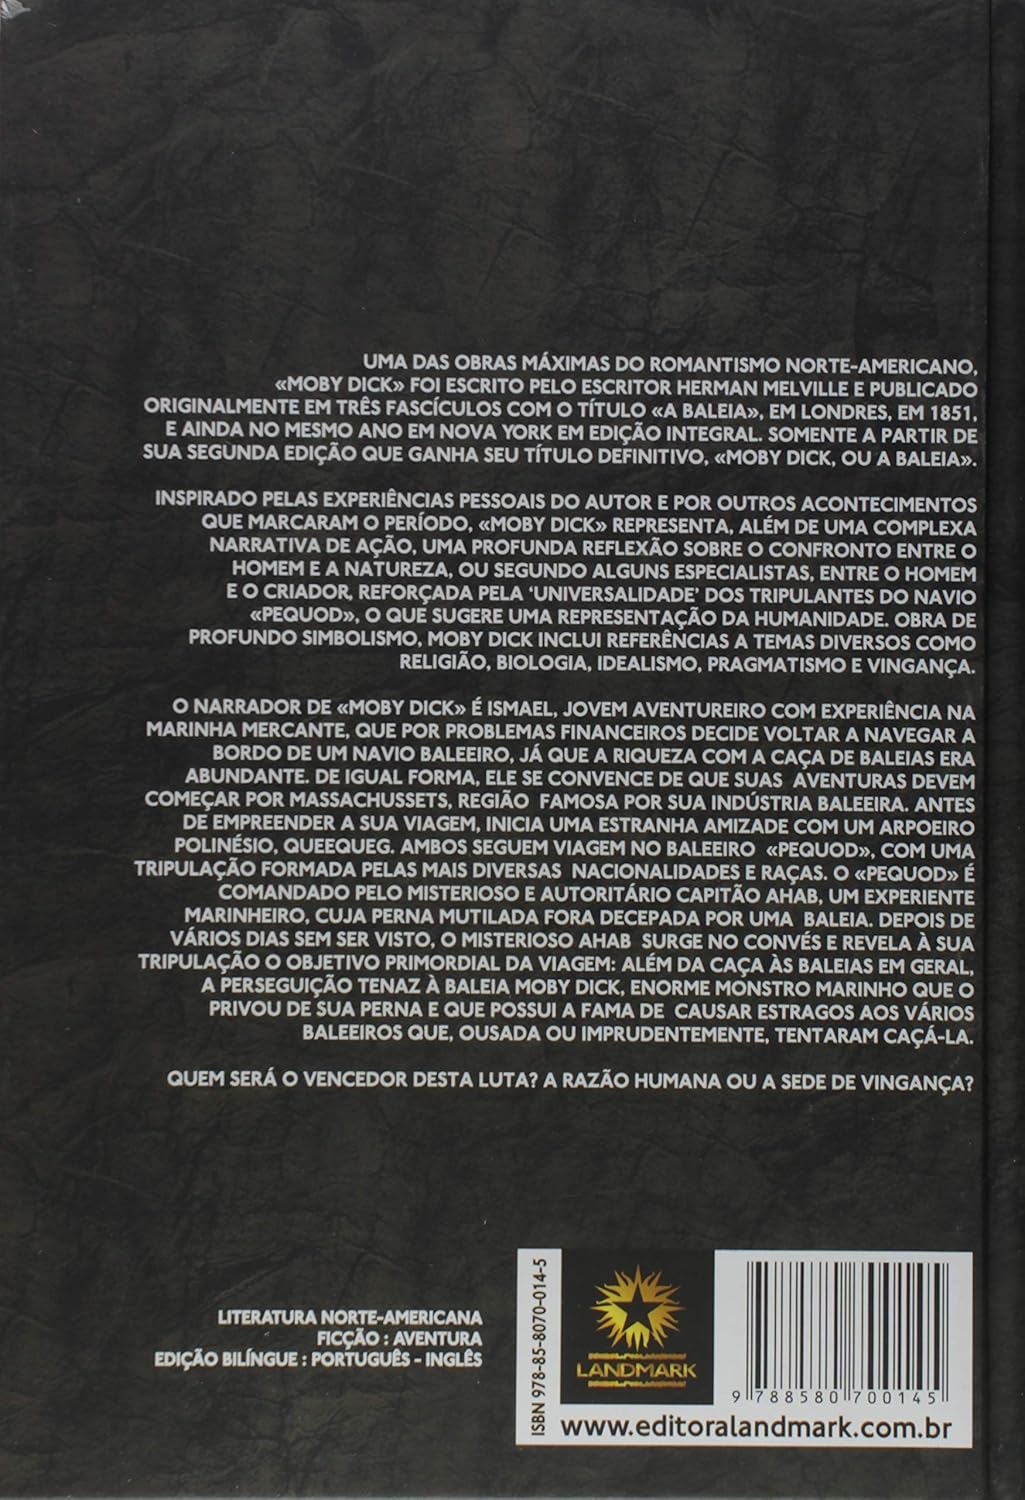 UMA DAS OBRAS MÁXIMAS DO ROMANTISMO NORTE-AMERICANO,
«MOBY DICK» FOI ESCRITO PELO ESCRITOR HERMAN MELVILLE E PUBLICADO
ORIGINALMENTE EM TRÊS FASCÍCULOS COM O TÍTULO «A BALEIA», EM LONDRES, EM 1851,
E AINDA NO MESMO ANO EM NOVA YORK EM EDIÇÃO INTEGRAL. SOMENTE A PARTIR DE
SUA SEGUNDA EDIÇÃO QUE GANHA SEU TÍTULO DEFINITIVO, «MOBY DICK, OU A BALEIA».
INSPIRADO PELAS EXPERIÊNCIAS PESSOAIS DO AUTOR E POR OUTROS ACONTECIMENTOS
QUE MARCARAM O PERÍODO, «MOBY DICK» REPRESENTA, ALÉM DE UMA COMPLEXA
NARRATIVA DE AÇÃO, UMA PROFUNDA REFLEXÃO SOBRE O CONFRONTO ENTRE O
HOMEM E A NATUREZA, OU SEGUNDO ALGUNS ESPECIALISTAS, ENTRE O HOMEM
E O CRIADOR, REFORÇADA PELA ‘UNIVERSALIDADE’ DOS TRIPULANTES DO NAVIO
«PEQUOD», O QUE SUGERE UMA REPRESENTAÇÃO DA HUMANIDADE. OBRA DE
PROFUNDO SIMBOLISMO, MOBY DICK INCLUI REFERÊNCIAS A TEMAS DIVERSOS COMO
RELIGIÃO, BIOLOGIA, IDEALISMO, PRAGMATISMO E VINGANÇA.
O NARRADOR DE «MOBY DICK» É ISMAEL, JOVEM AVENTUREIRO COM EXPERIÊNCIA NA
MARINHA MERCANTE, QUE POR PROBLEMAS FINANCEIROS DECIDE VOLTAR A NAVEGAR A
BORDO DE UM NAVIO BALEEIRO, JÁ QUE A RIQUEZA COM A CAÇA DE BALEIAS ERA
ABUNDANTE. DE IGUAL FORMA, ELE SE CONVENCE DE QUE SUAS AVENTURAS DEVEM
COMEÇAR POR MASSACHUSSETS, REGIÃO FAMOSA POR SUA INDÚSTRIA BALEEIRA. ANTES
DE EMPREENDER A SUA VIAGEM, INICIA UMA ESTRANHA AMIZADE COM UM ARPOEIRO
POLINÉSIO, QUEEQUEG. AMBOS SEGUEM VIAGEM NO BALEEIRO «PEQUOD», COM UMA
TRIPULAÇÃO FORMADA PELAS MAIS DIVERSAS NACIONALIDADES E RAÇAS. O «PEQUOD» É
COMANDADO PELO MISTERIOSO E AUTORITÁRIO CAPITÃO AHAB, UM EXPERIENTE
MARINHEIRO, CUJA PERNA MUTILADA FORA DECEPADA POR UMA BALEIA. DEPOIS DE
VÁRIOS DIAS SEM SER VISTO, O MISTERIOSO AHAB SURGE NO CONVÉS E REVELA À SUA
TRIPULAÇÃO O OBJETIVO PRIMORDIAL DA VIAGEM: ALÉM DA CAÇA ÀS BALEIAS EM GERAL,
A PERSEGUIÇÃO TENAZ À BALEIA MOBY DICK, ENORME MONSTRO MARINHO QUE O
PRIVOU DE SUA PERNA E QUE POSSUI A FAMA DE CAUSAR ESTRAGOS AOS VÁRIOS
BALEEIROS QUE, OUSADA OU IMPRUDENTEMENTE, TENTARAM CAÇÁ-LA.
QUEM SERÁ O VENCEDOR DESTA LUTA? A RAZÃO HUMANA OU A SEDE DE VINGANÇA?
LITERATURA NORTE-AMERICANA
FICÇÃO : AVENTURA
EDIÇÃO BILÍNGUE : PORTUGUÊS - INGLÊS
ISBN 978-85-8070-014-5
LANDMARK
9 788580 700145
www.editoralandmark.com.br